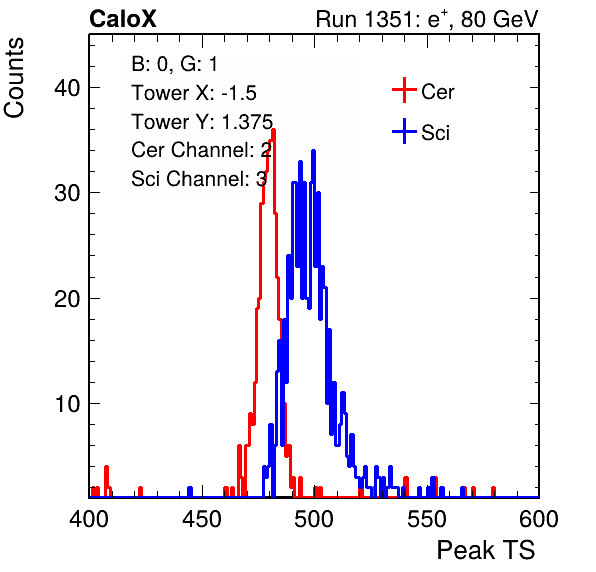 CaloX Run 1351: e⁺, 80 GeV
Counts
B: 0, G: 1
Tower X: -1.5
Tower Y: 1.375
Cer Channel: 2
Sci Channel: 3
Cer
Sci
40
30
20
10
400 450 500 550 600
Peak TS